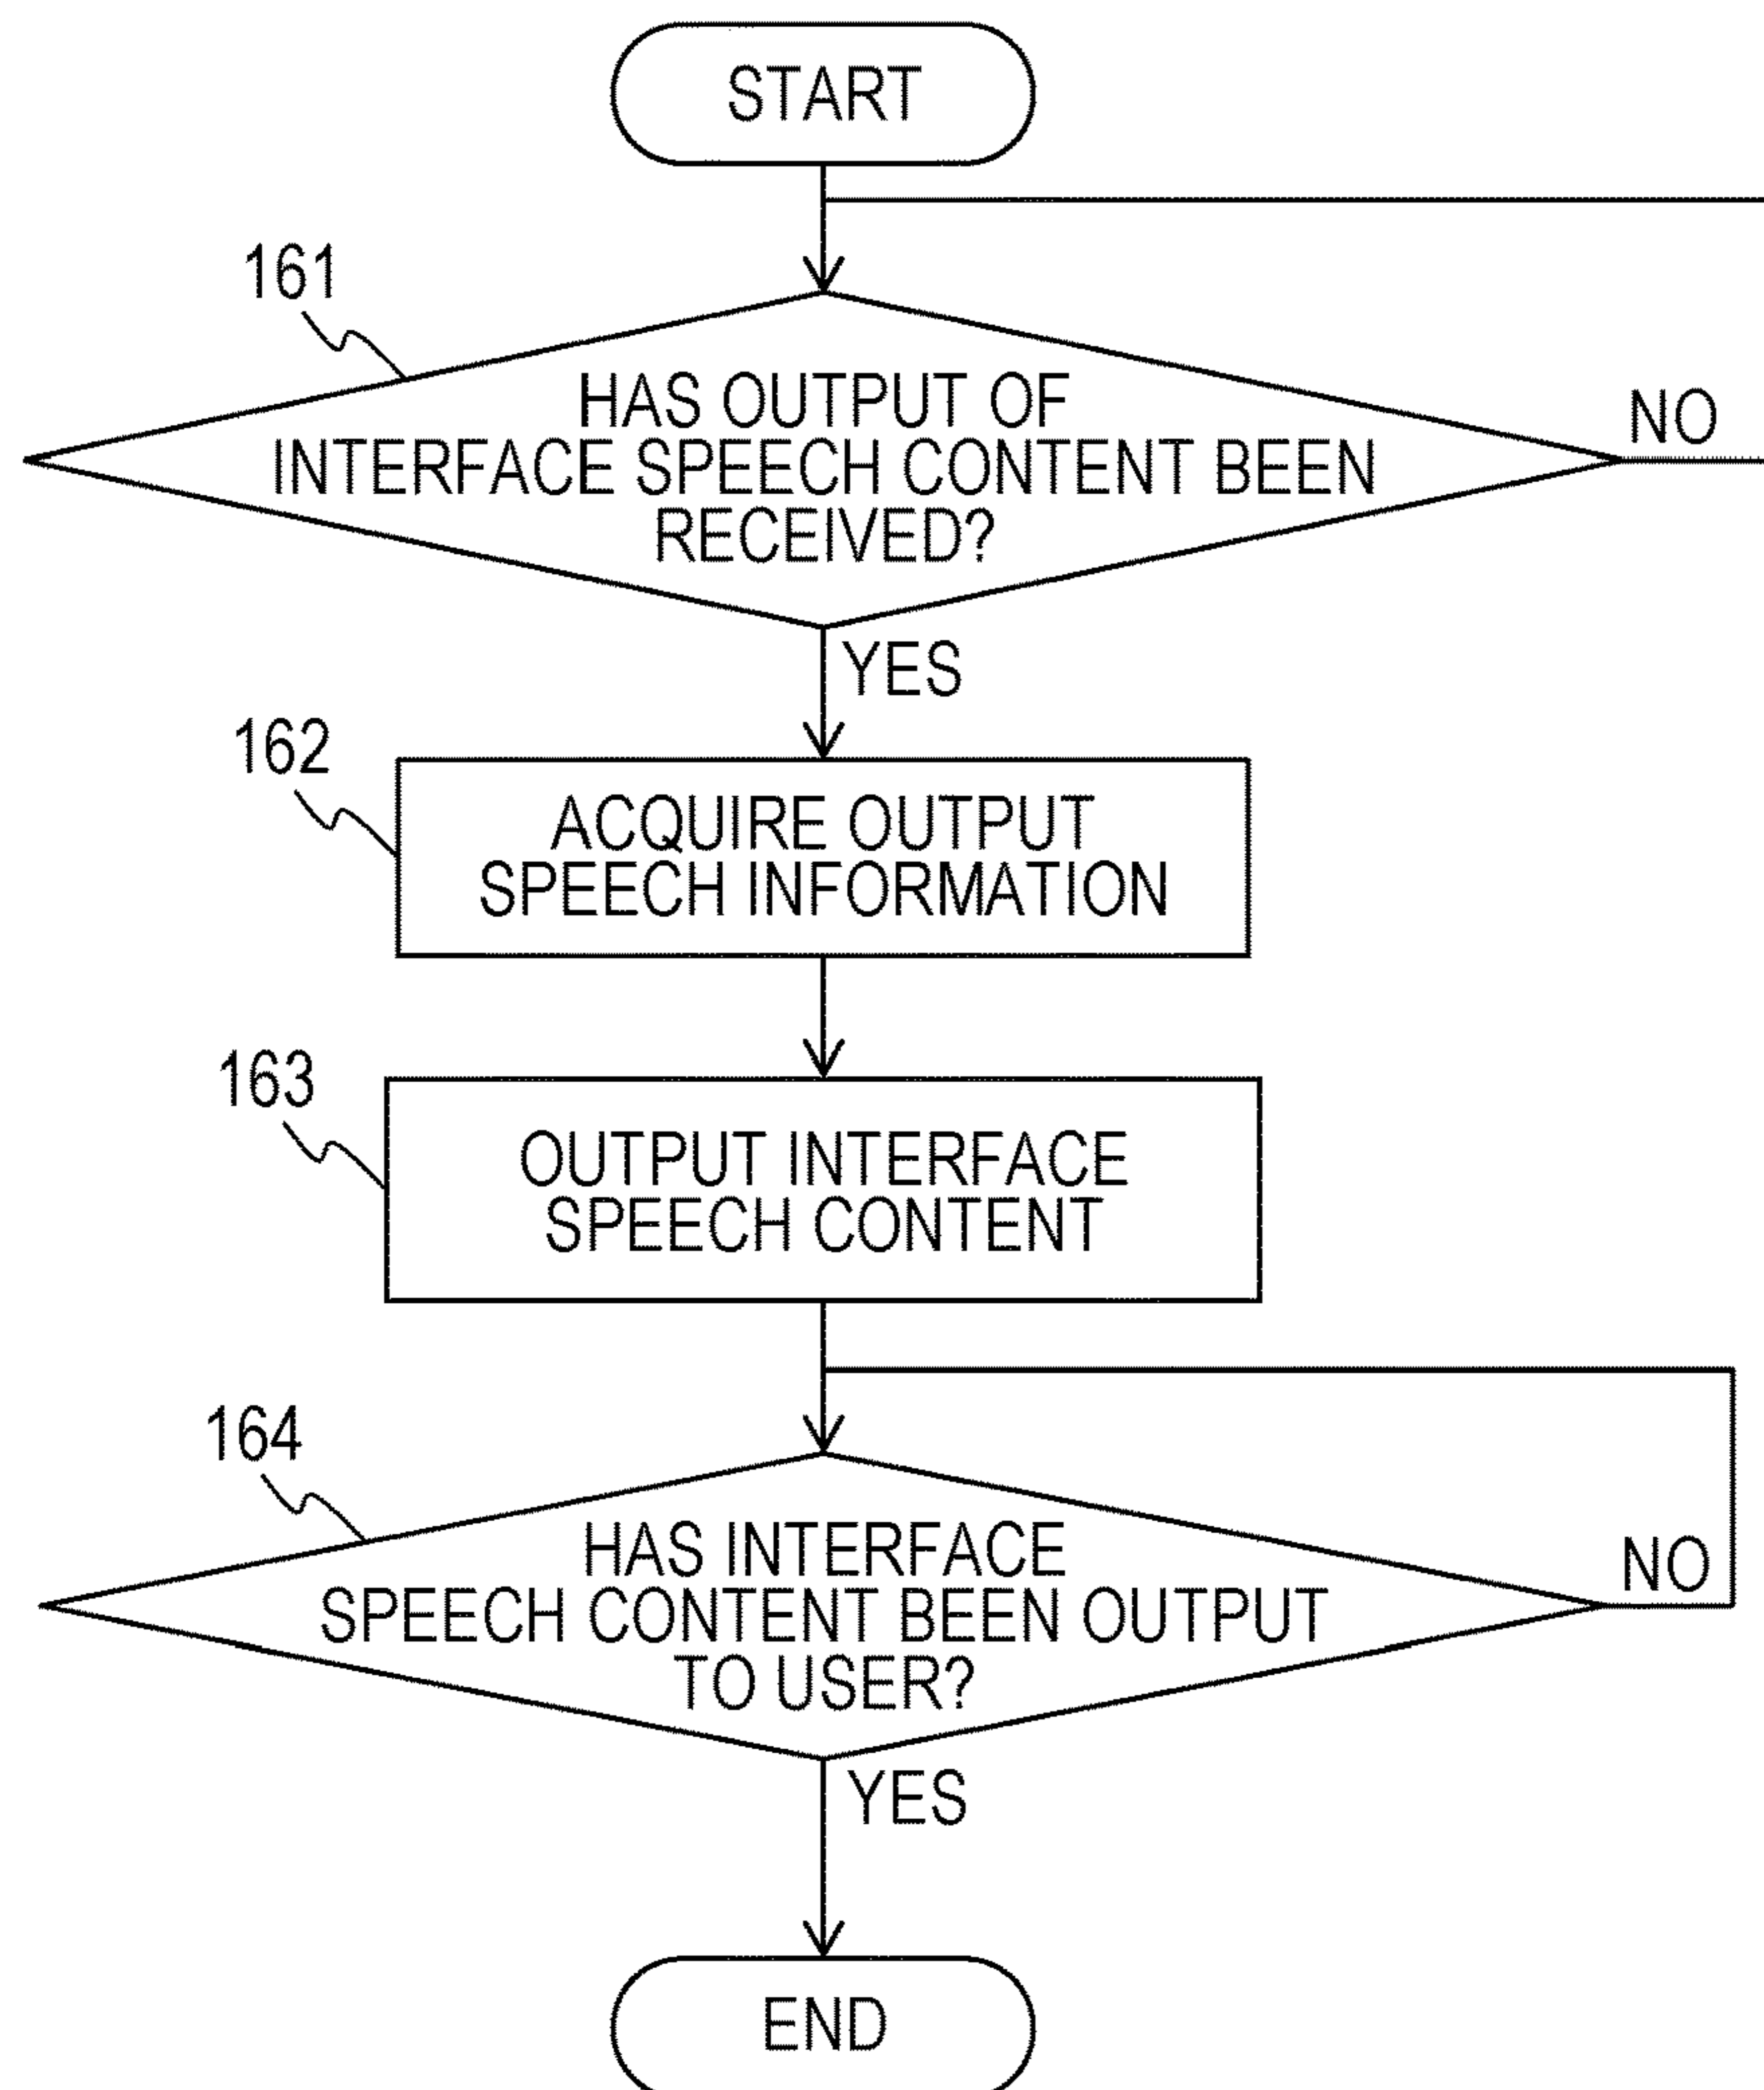 START
161
HAS OUTPUT OF
INTERFACE SPEECH CONTENT BEEN
RECEIVED?
NO
YES
162
ACQUIRE OUTPUT
SPEECH INFORMATION
163
OUTPUT INTERFACE
SPEECH CONTENT
164
HAS INTERFACE
SPEECH CONTENT BEEN OUTPUT
TO USER?
NO
YES
END